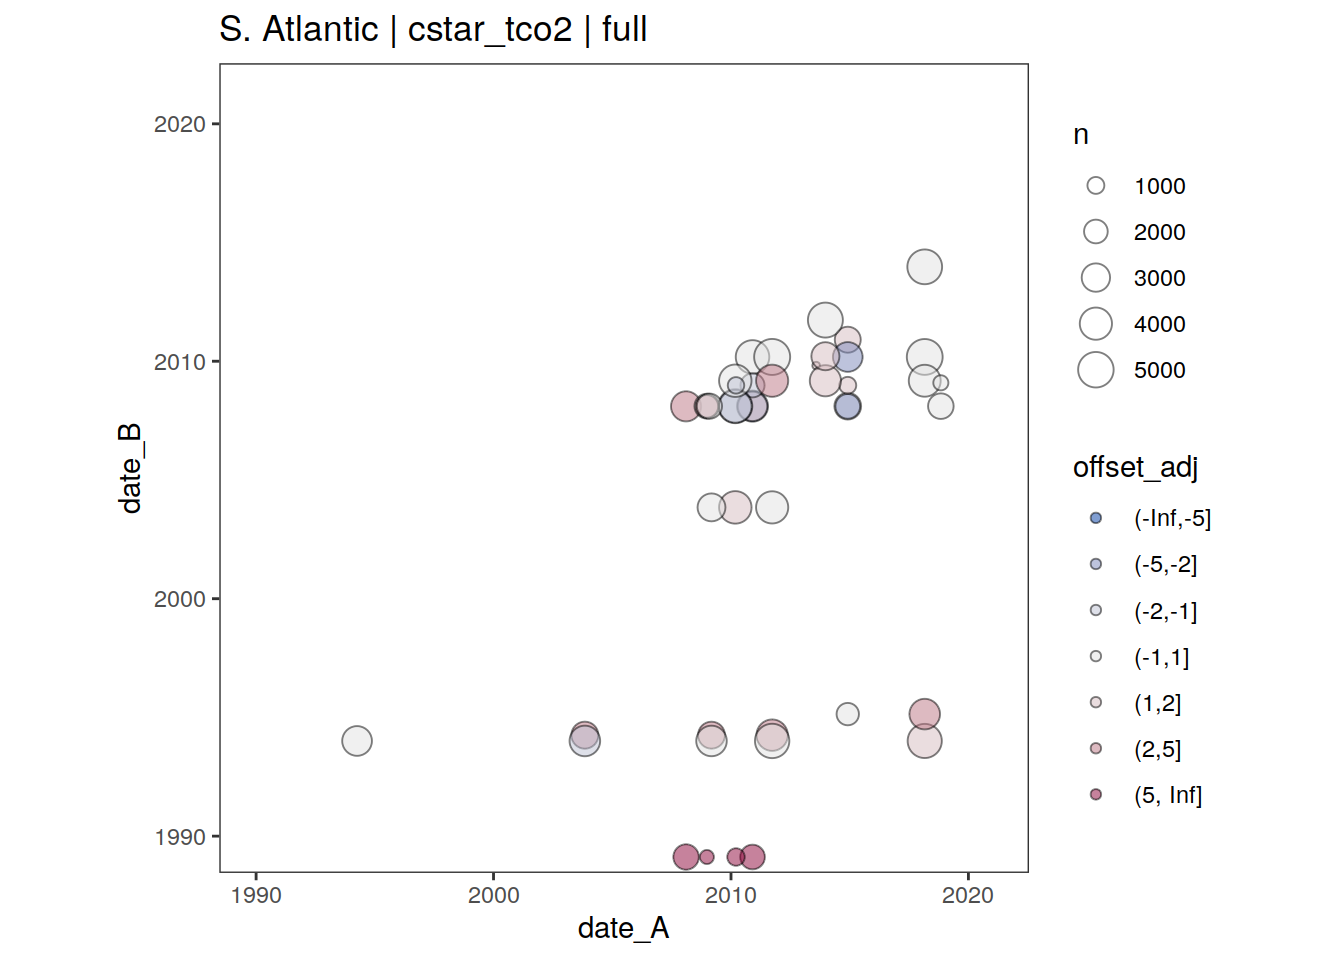 S. Atlantic | cstar_tco2 | full
2020
2010
2000
1990
date_B
1990
2000
2010
2020
date_A
n
1000
2000
3000
4000
5000
offset_adj
(-Inf,-5]
(-5,-2]
(-2,-1]
(-1,1]
(1,2]
(2,5]
(5, Inf]